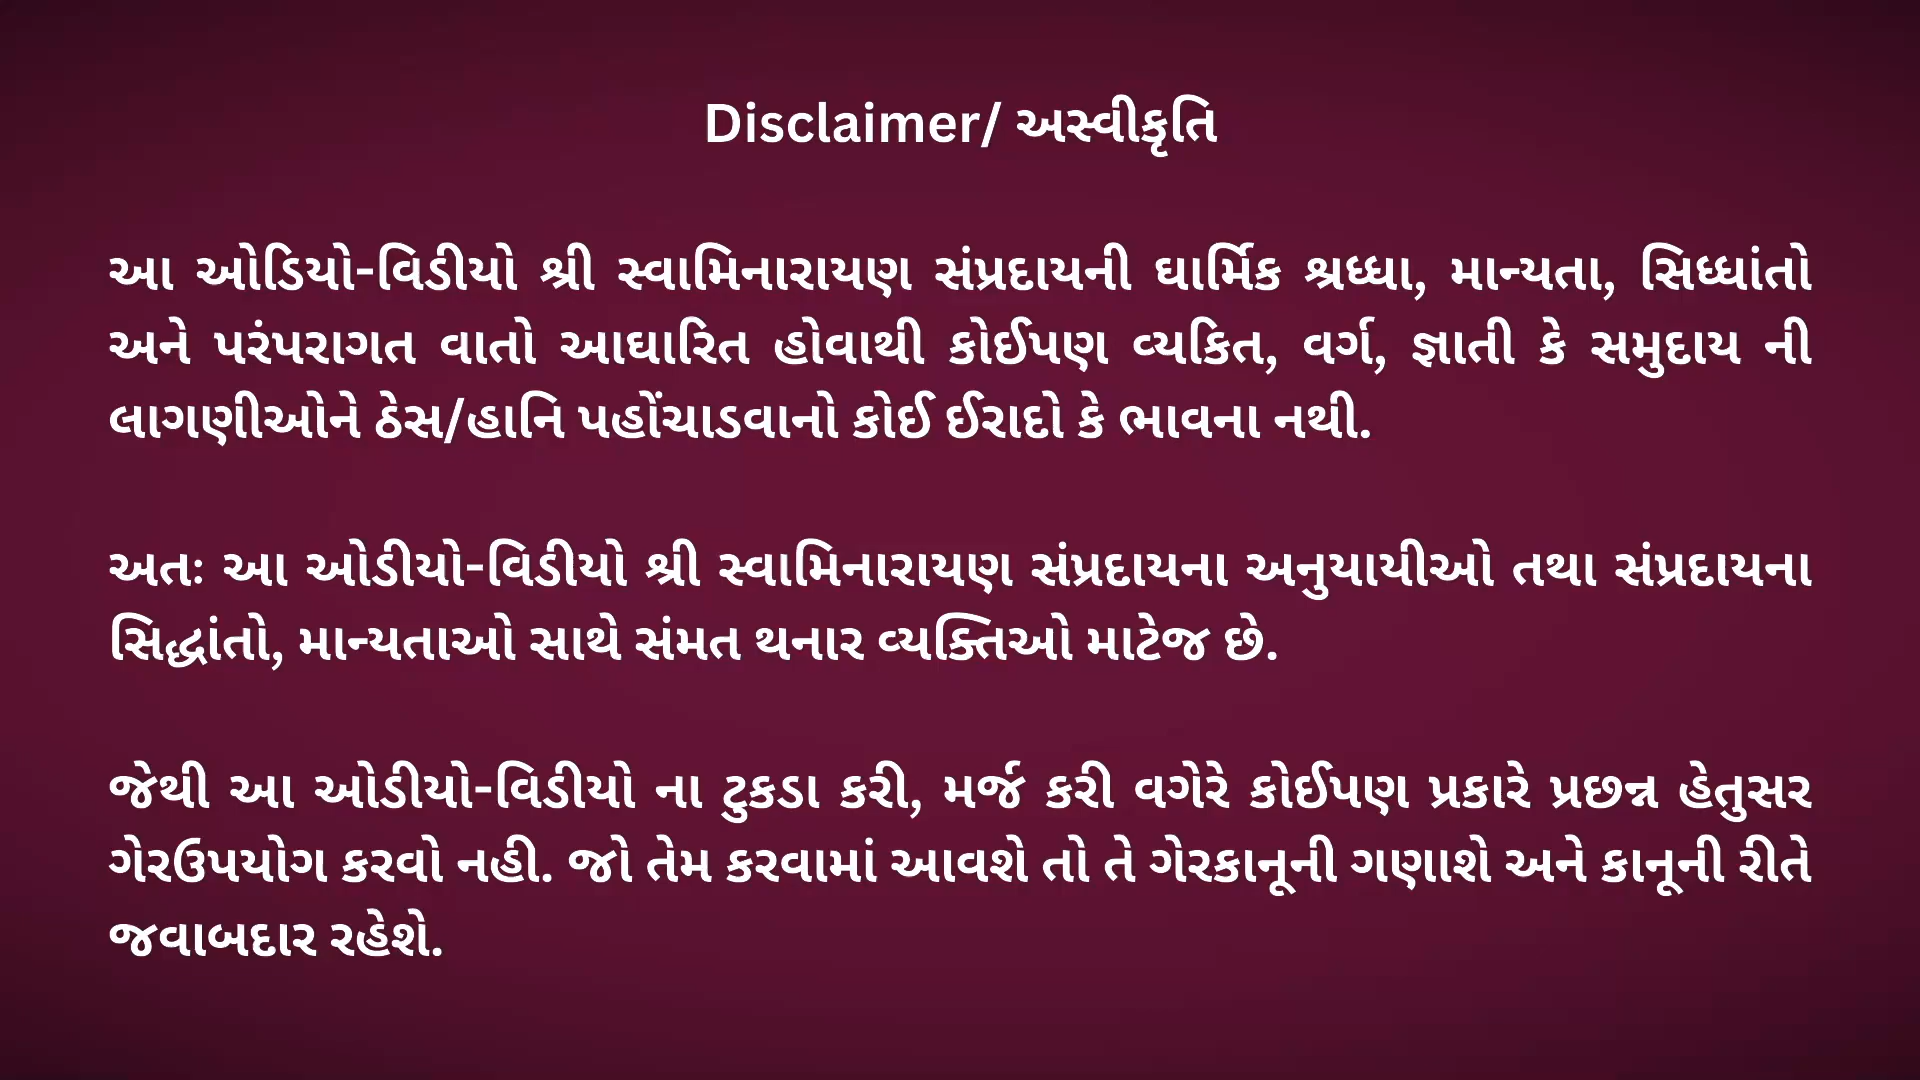 Disclaimer/ અસ્વીકૃતિ
આ ઓડિયો-વિડીયો શ્રી સ્વામિનારાયણ સંપ્રદાયની ઘાર્મિક શ્રધ્ધા, માન્યતા, સિધ્ધાંતો
અને પરંપરાગત વાતો આઘારિત હોવાથી કોઈપણ વ્યકિત, વર્ગ, જ્ઞાતી કે સમુદાય ની
લાગણીઓને ઠેસ/હાનિ પહોંચાડવાનો કોઈ ઈરાદો કે ભાવના નથી.
અતઃ આ ઓડીયો-વિડીયો શ્રી સ્વામિનારાયણ સંપ્રદાયના અનુયાયીઓ તથા સંપ્રદાયના
સિદ્ધાંતો, માન્યતાઓ સાથે સંમત થનાર વ્યક્તિઓ માટેજ છે.
જેથી આ ઓડીયો-વિડીયો ના ટુકડા કરી, મર્જ કરી વગેરે કોઈપણ પ્રકારે પ્રછન્ન હેતુસર
ગેરઉપયોગ કરવો નહી. જો તેમ કરવામાં આવશે તો તે ગેરકાનૂની ગણાશે અને કાનૂની રીતે
જવાબદાર રહેશે.